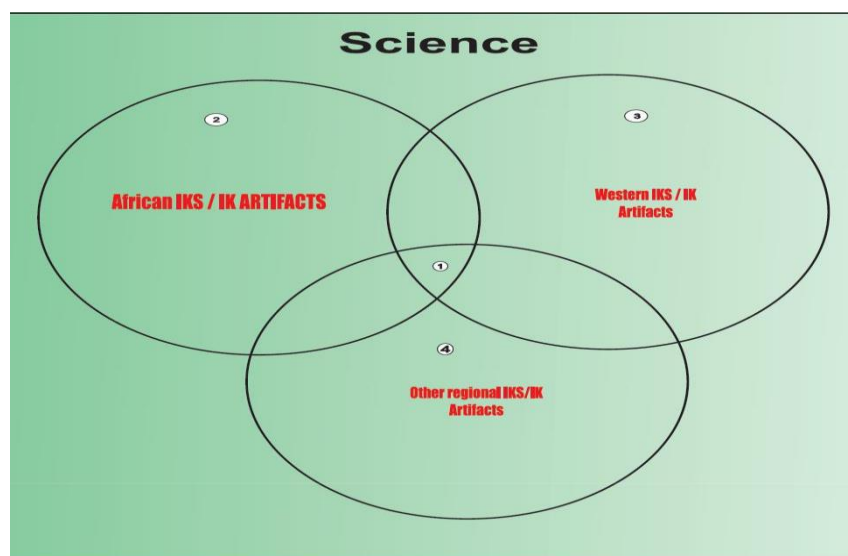 Science
2
3
African IKS / IK ARTIFACTS
Western IKS / IK
Artifacts
1
4
Other regional IKS/IK
Artifacts